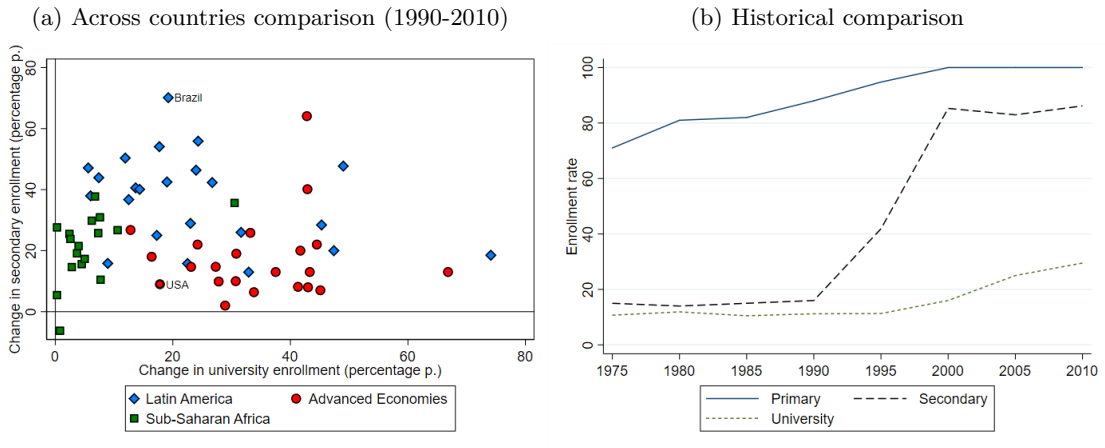 (a) Across countries comparison (1990-2010)
Change in secondary enrollment (percentage p.)
80
60
40
20
0
Brazil
USA
0 20 40 60 80
Change in university enrollment (percentage p.)
Latin America Advanced Economies
Sub-Saharan Africa
(b) Historical comparison
Enrollment rate
100
80
60
40
20
0
1975 1980 1985 1990 1995 2000 2005 2010
Primary Secondary
University